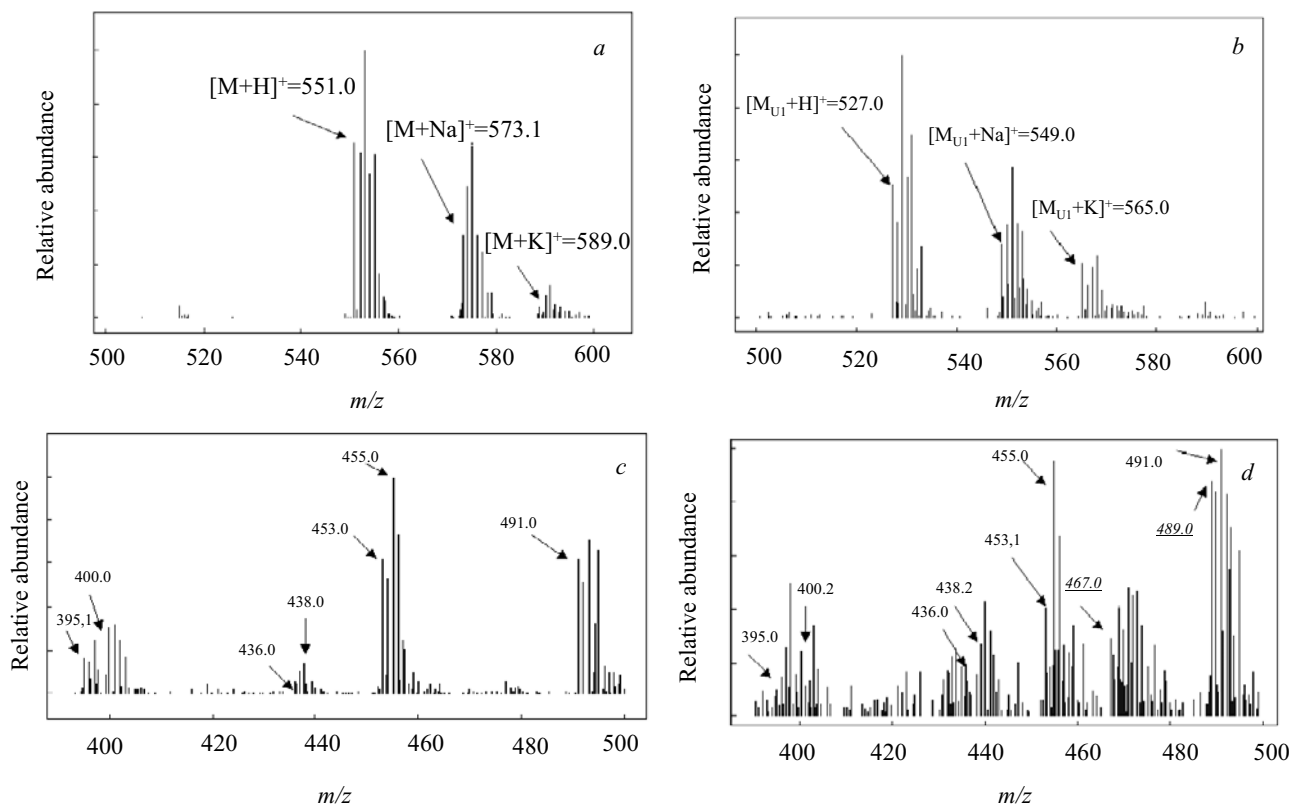 a
[M+H]+=551.0
[M+Na]+=573.1
[M+K]+=589.0
Relative abundance
500 520 540 560 580 600
m/z
b
[MU1+H]+=527.0
[MU1+Na]+=549.0
[MU1+K]+=565.0
Relative abundance
500 520 540 560 580 600
m/z
c
455.0
453.0
491.0
400.0
395,1
438.0
436.0
Relative abundance
400 420 440 460 480 500
m/z
d
455.0
491.0
489.0
453,1
467.0
438.2
400.2
436.0
395.0
Relative abundance
400 420 440 460 480 500
m/z